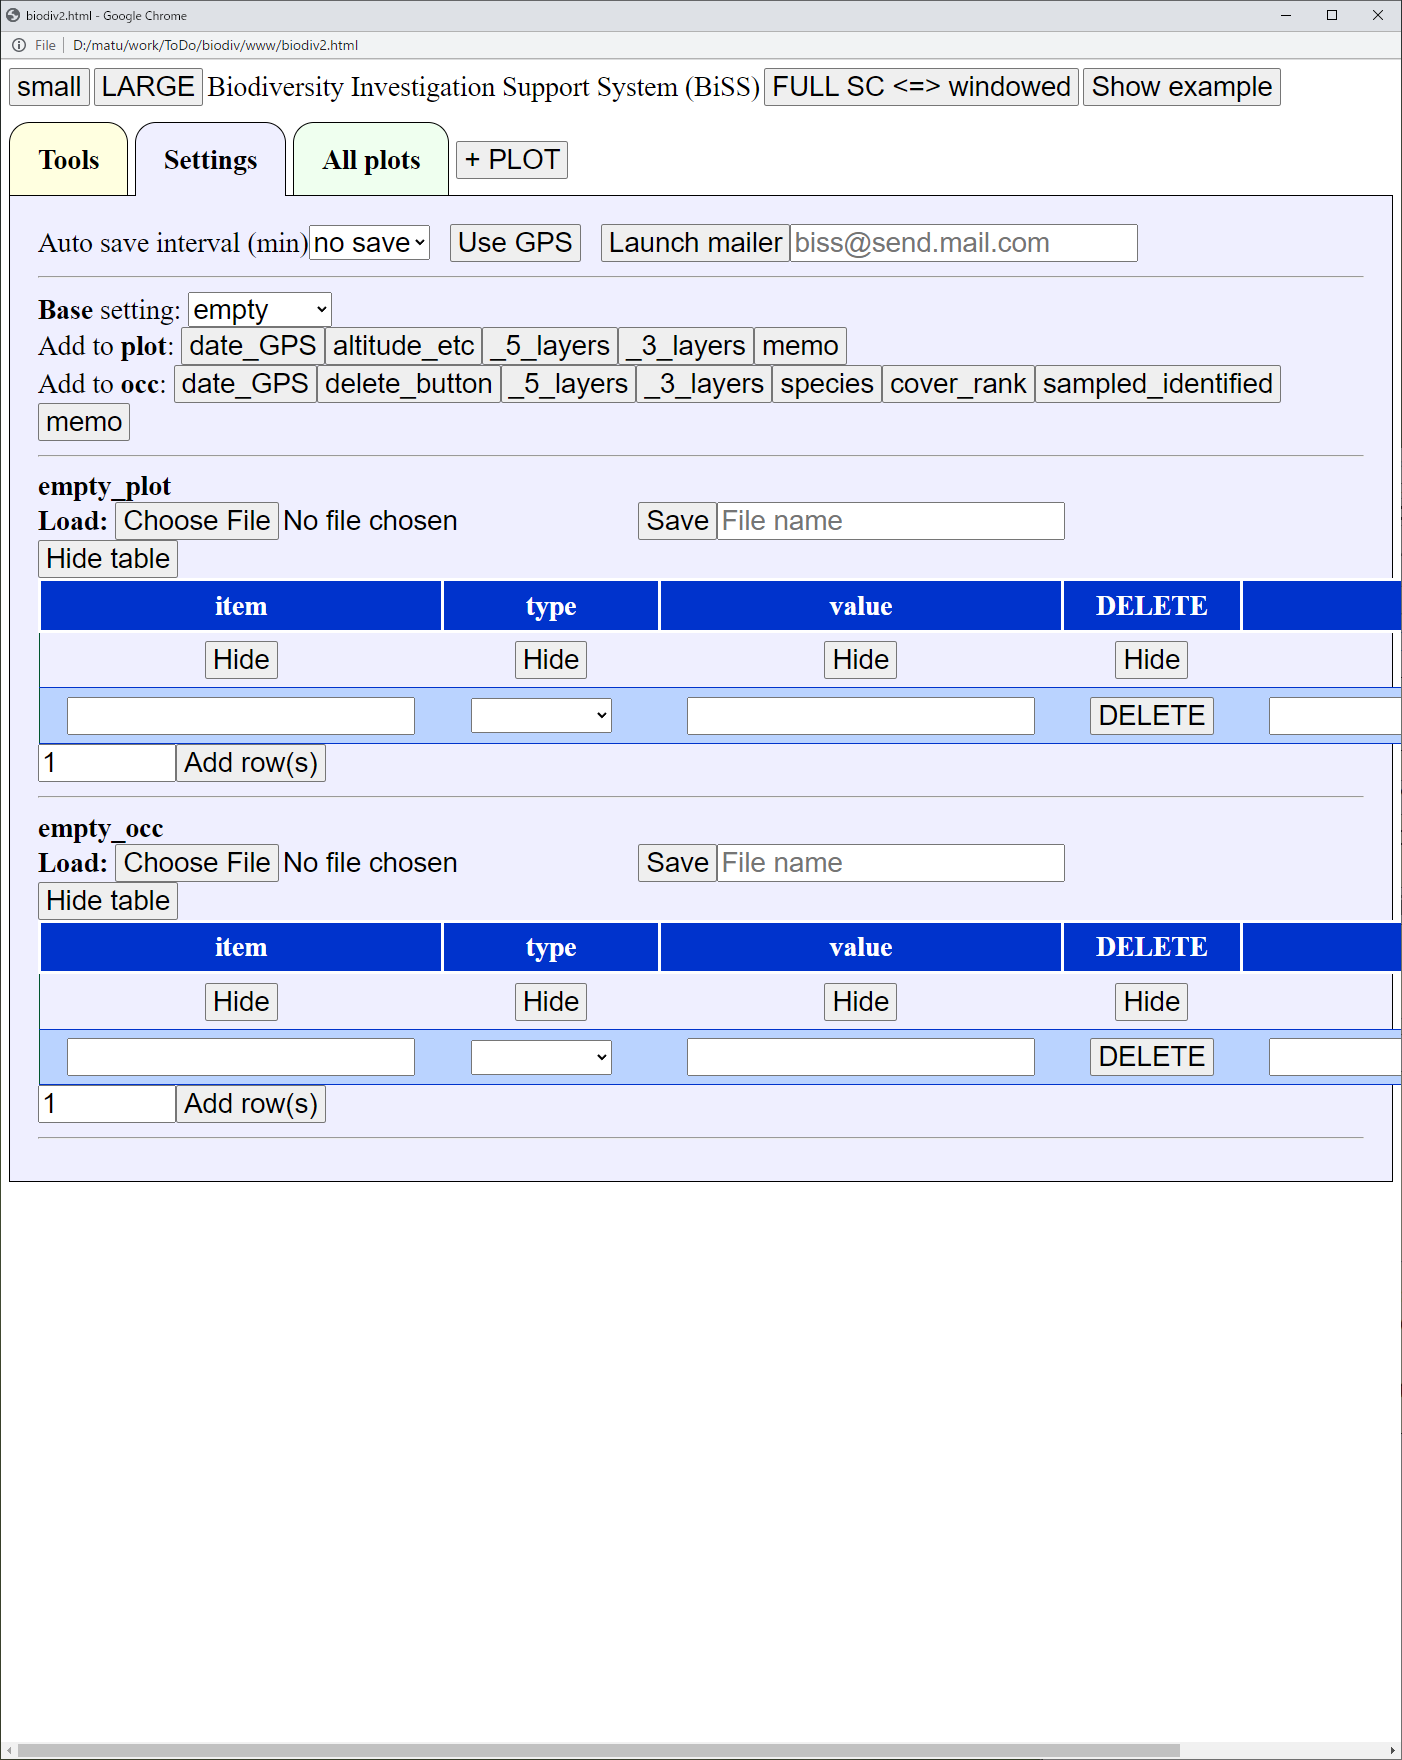 biodiv2.html - Google Chrome
File D:/matu/work/ToDo/biodiv/www/biodiv2.html
small LARGE Biodiversity Investigation Support System (BiSS) FULL SC <=> windowed Show example
Tools Settings All plots + PLOT
Auto save interval (min) no save Use GPS Launch mailer biss@send.mail.com
Base setting: empty
Add to plot: date_GPS altitude_etc _5_layers _3_layers memo
Add to occ: date_GPS delete_button _5_layers _3_layers species cover_rank sampled_identified
memo
empty_plot
Load: Choose File No file chosen Save File name
Hide table
item type value DELETE
Hide Hide Hide Hide
DELETE
1 Add row(s)
empty_occ
Load: Choose File No file chosen Save File name
Hide table
item type value DELETE
Hide Hide Hide Hide
DELETE
1 Add row(s)